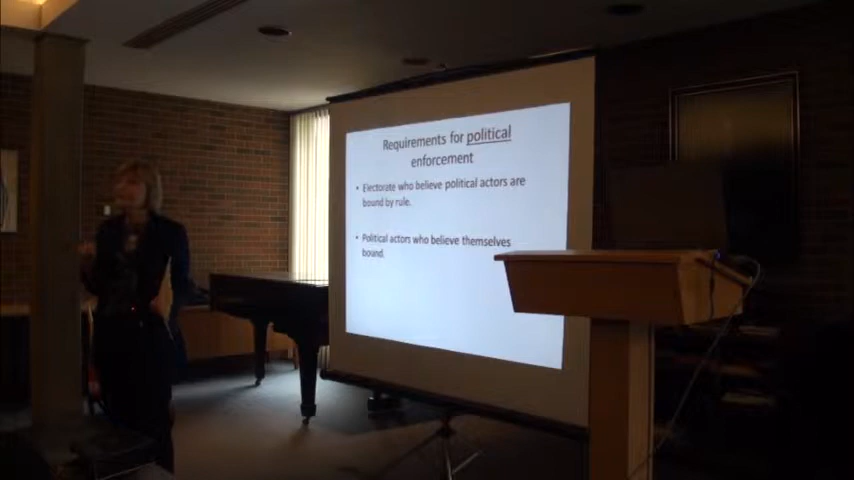 Requirements for political
enforcement
• Electorate who believe political actors are
bound by rule.
• Political actors who believe themselves
bound.